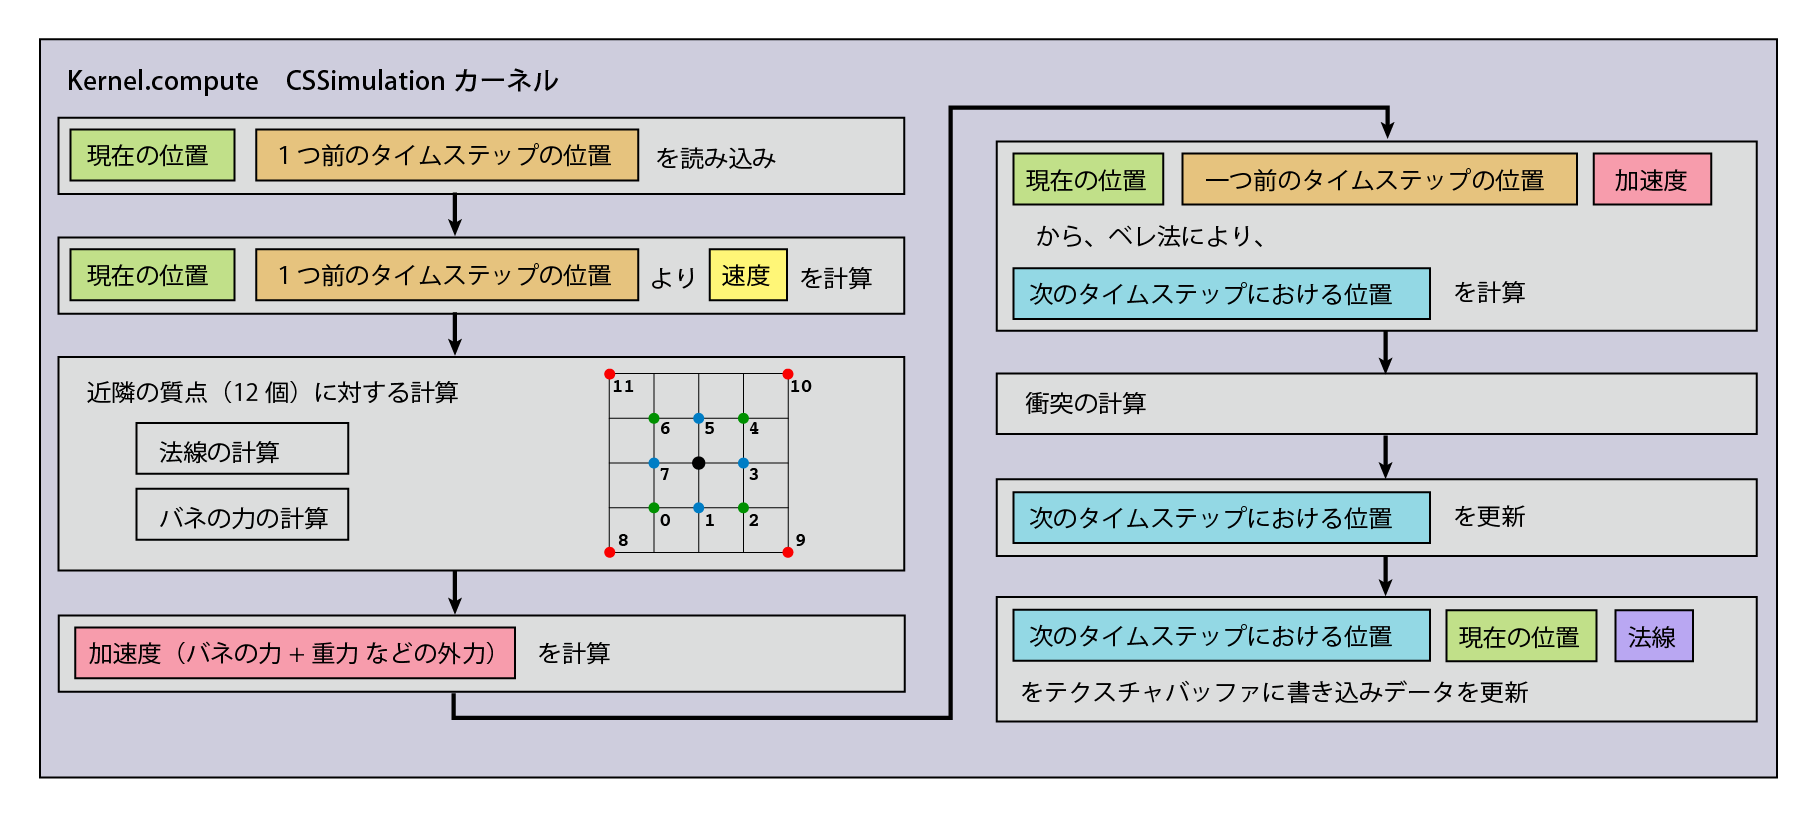 Kernel.compute　CSSimulation カーネル
現在の位置 1 つ前のタイムステップの位置 を読み込み
現在の位置 1 つ前のタイムステップの位置 より 速度 を計算
近隣の質点（12 個）に対する計算
法線の計算
バネの力の計算
11 10
6 5 4
7 3
0 1 2
8 9
加速度（バネの力 + 重力 などの外力） を計算
現在の位置 一つ前のタイムステップの位置 加速度
から、ベレ法により、
次のタイムステップにおける位置 を計算
衝突の計算
次のタイムステップにおける位置 を更新
次のタイムステップにおける位置 現在の位置 法線
をテクスチャバッファに書き込みデータを更新